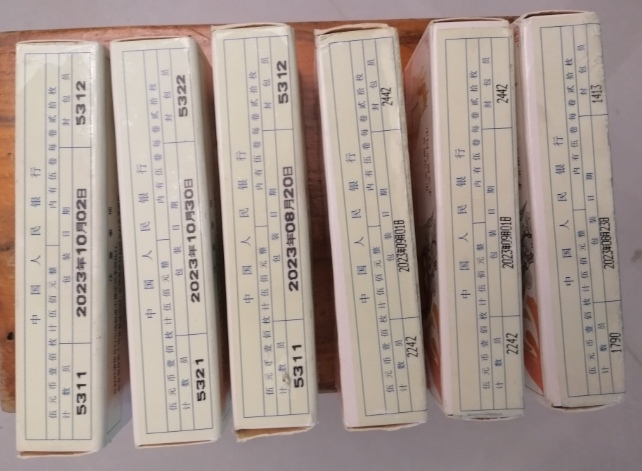 中国人民银行
伍元币壹佰枚计伍佰元整 内有伍卷每卷贰拾枚
计数员 包装日期 封包员
5311 2023年10月02日 5312
中国人民银行
伍元币壹佰枚计伍佰元整 内有伍卷每卷贰拾枚
计数员 包装日期 封包员
5321 2023年10月30日 5322
中国人民银行
伍元币壹佰枚计伍佰元整 内有伍卷每卷贰拾枚
计数员 包装日期 封包员
5311 2023年08月20日 5312
中国人民银行
伍元币壹佰枚计伍佰元整 内有伍卷每卷贰拾枚
计数员 包装日期 封包员
2242 2023年09月01日 2442
中国人民银行
伍元币壹佰枚计伍佰元整 内有伍卷每卷贰拾枚
计数员 包装日期 封包员
2242 2023年09月01日 2442
中国人民银行
伍元币壹佰枚计伍佰元整 内有伍卷每卷贰拾枚
计数员 包装日期 封包员
1790 2023年08月23日 1413